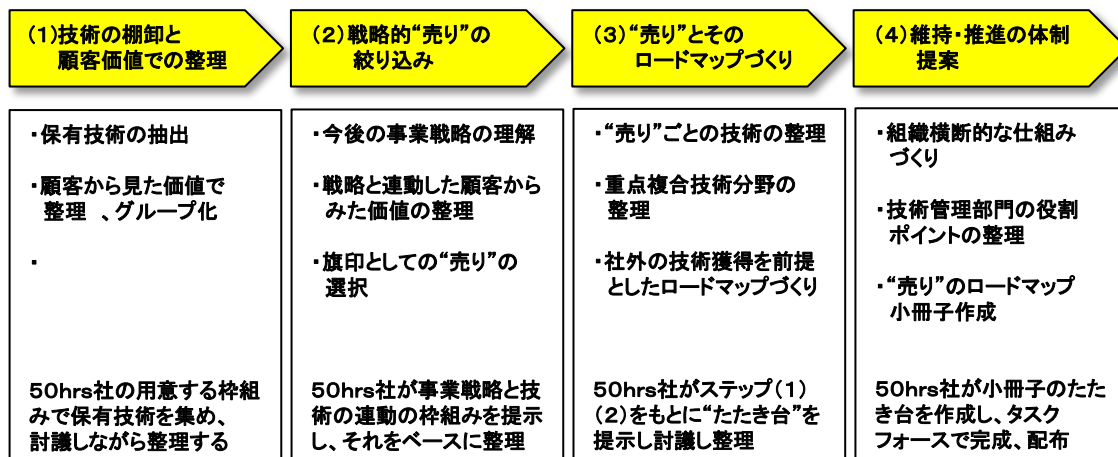 (1)技術の棚卸と
顧客価値での整理
・保有技術の抽出
・顧客から見た価値で
整理 、グループ化
・
50hrs社の用意する枠組
みで保有技術を集め、
討議しながら整理する
(2)戦略的“売り”の
絞り込み
・今後の事業戦略の理解
・戦略と連動した顧客から
みた価値の整理
・旗印としての“売り”の
選択
50hrs社が事業戦略と技
術の連動の枠組みを提示
し、それをベースに整理
(3)“売り”とその
ロードマップづくり
・“売り”ごとの技術の整理
・重点複合技術分野の
整理
・社外の技術獲得を前提
としたロードマップづくり
50hrs社がステップ(1)
(2)をもとに“たたき台”を
提示し討議し整理
(4)維持・推進の体制
提案
・組織横断的な仕組み
づくり
・技術管理部門の役割
ポイントの整理
・“売り”のロードマップ
小冊子作成
50hrs社が小冊子のたた
き台を作成し、タスク
フォースで完成、配布